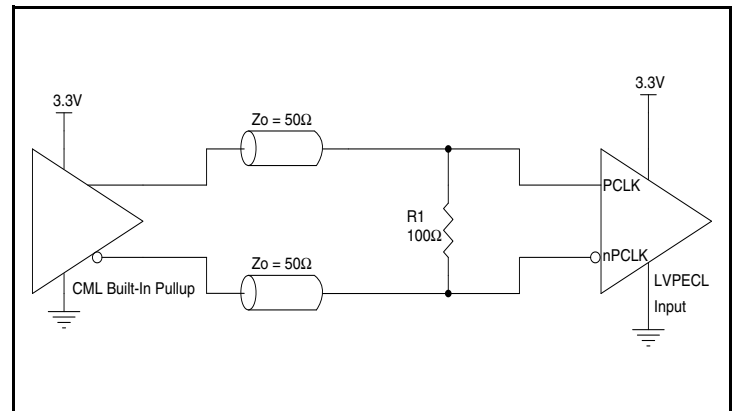 3.3V
3.3V
Zo = 50Ω
PCLK
R1
100Ω
nPCLK
Zo = 50Ω
CML Built-In Pullup
LVPECL
Input